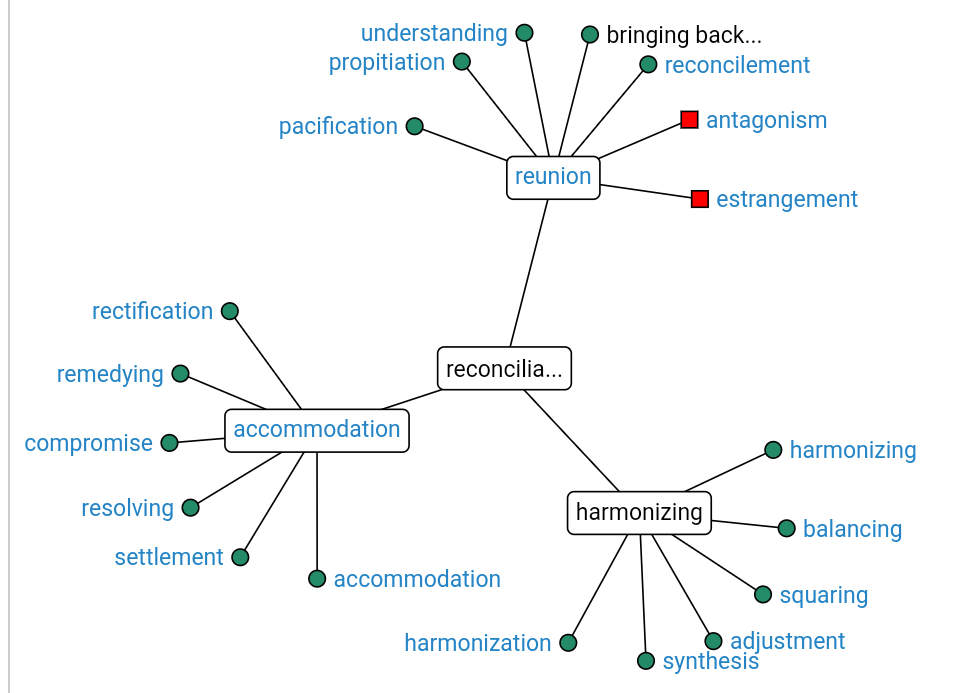 understanding
bringing back...
propitiation
reconcilement
antagonism
pacification
reunion
estrangement
rectification
reconcilia...
remedying
accommodation
compromise
harmonizing
resolving
harmonizing
balancing
settlement
accommodation
squaring
harmonization
adjustment
synthesis